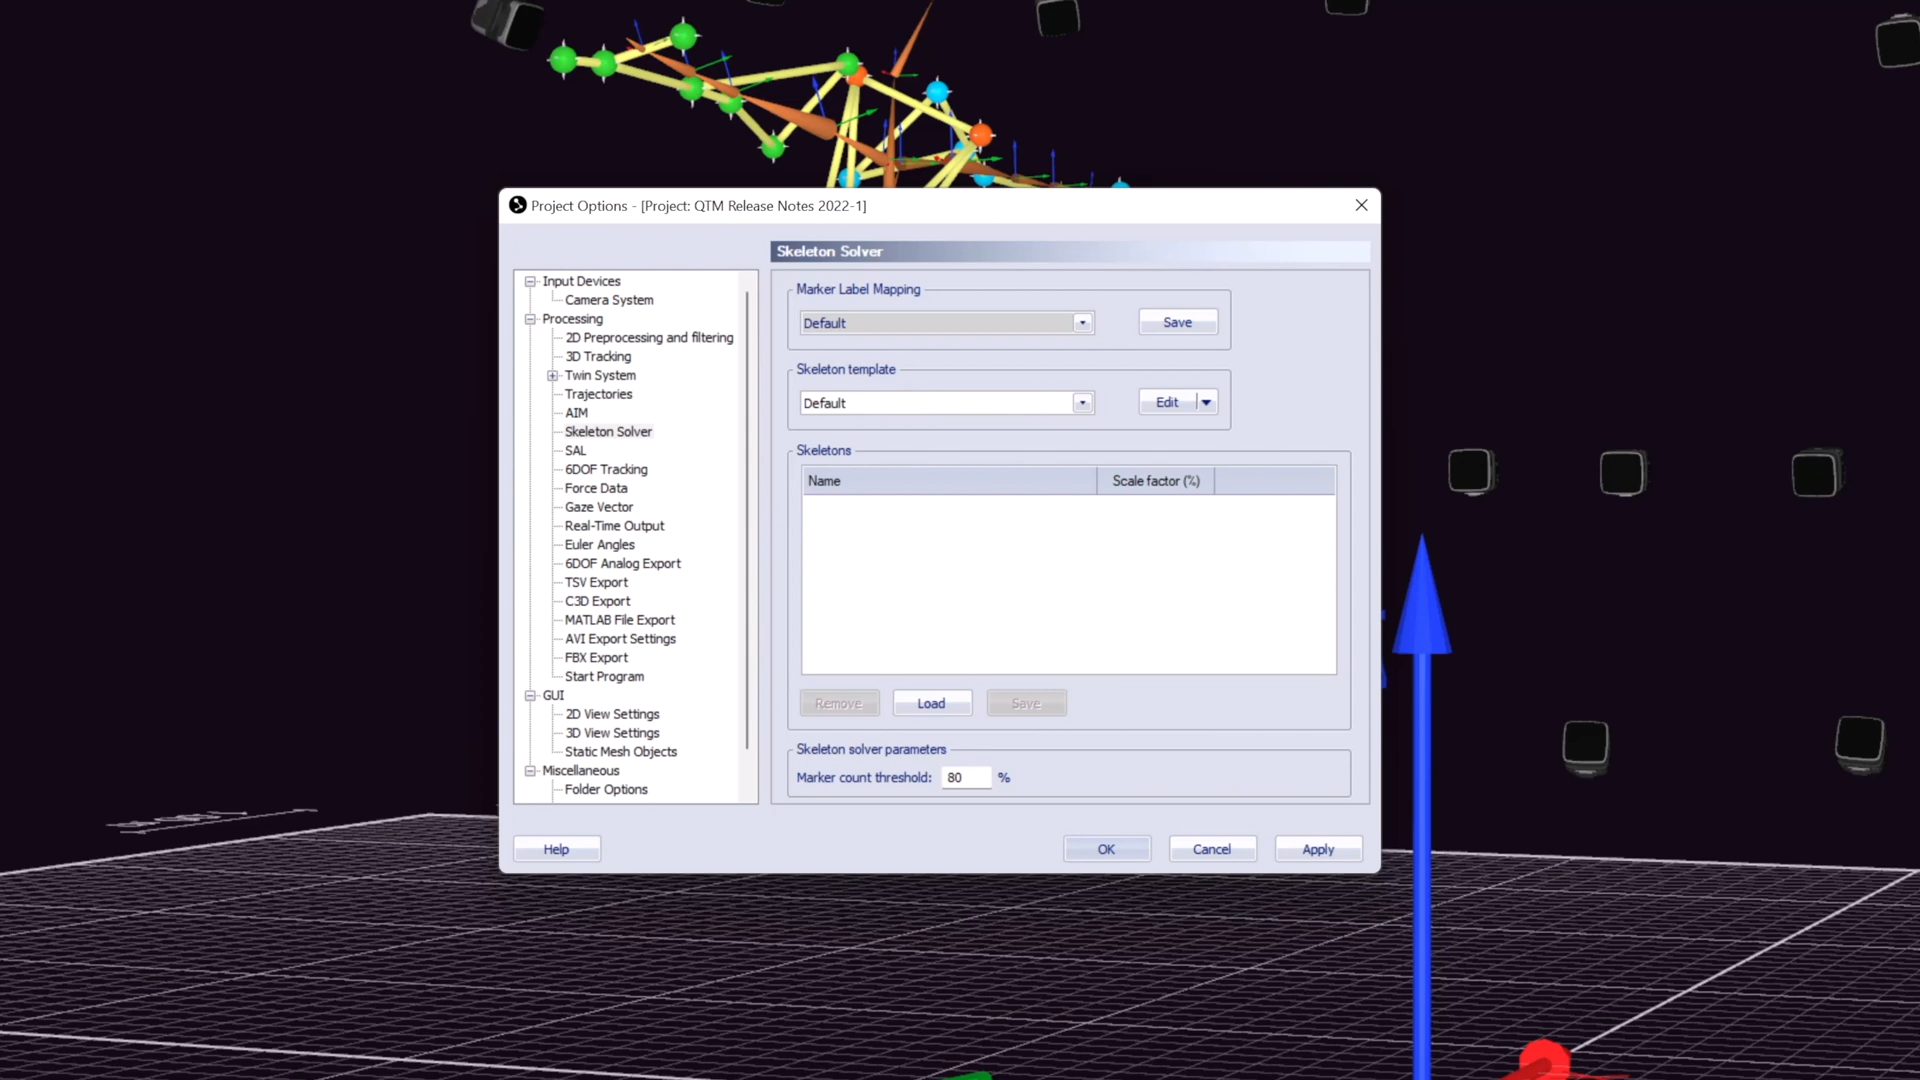 Project Options - [Project: QTM Release Notes 2022-1]
Skeleton Solver
Input Devices
Camera System
Processing
2D Preprocessing and filtering
3D Tracking
Twin System
Trajectories
AIM
Skeleton Solver
SAL
6DOF Tracking
Force Data
Gaze Vector
Real-Time Output
Euler Angles
6DOF Analog Export
TSV Export
C3D Export
MATLAB File Export
AVI Export Settings
FBX Export
Start Program
GUI
2D View Settings
3D View Settings
Static Mesh Objects
Miscellaneous
Folder Options
Marker Label Mapping
Default Save
Skeleton template
Default Edit
Skeletons
Name Scale factor (%)
Remove Load Save
Skeleton solver parameters
Marker count threshold: 80 %
Help OK Cancel Apply